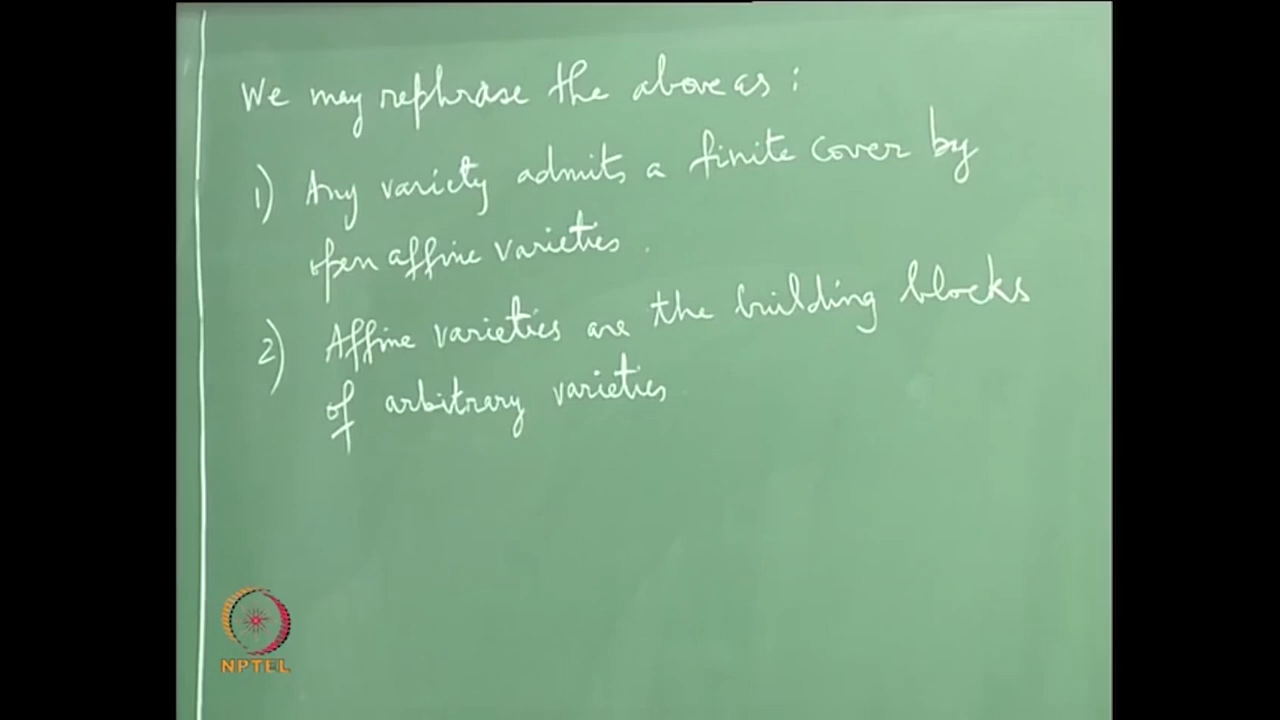 We may rephrase the above as :
1) Any variety admits a finite cover by
open affine varieties .
2) Affine varieties are the building blocks
of arbitrary varieties
NPTEL